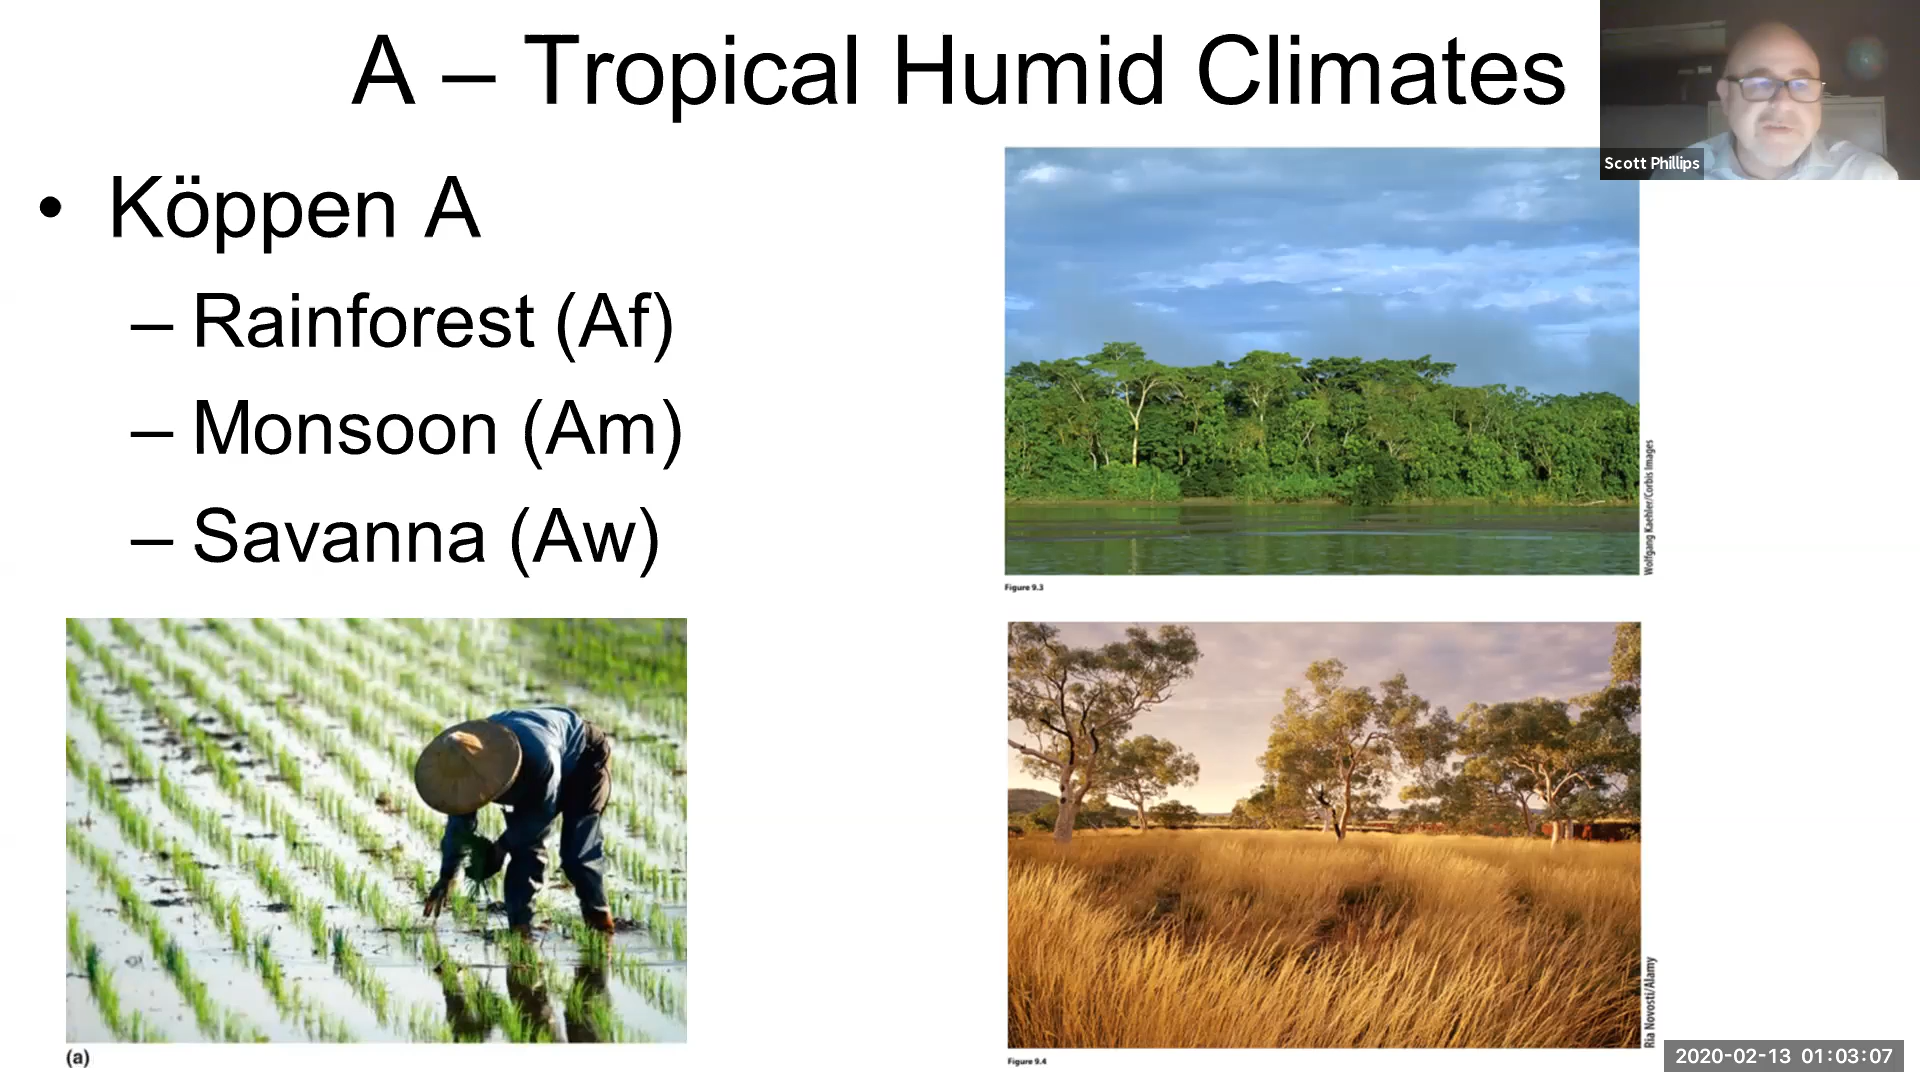 A – Tropical Humid Climates
Scott Phillips
• Köppen A
– Rainforest (Af)
– Monsoon (Am)
– Savanna (Aw)
Wolfgang Kaehler/Corbis Images
Figure 9.3
(a)
Ria Novosti/Alamy
Figure 9.4
2020-02-13 01:03:07